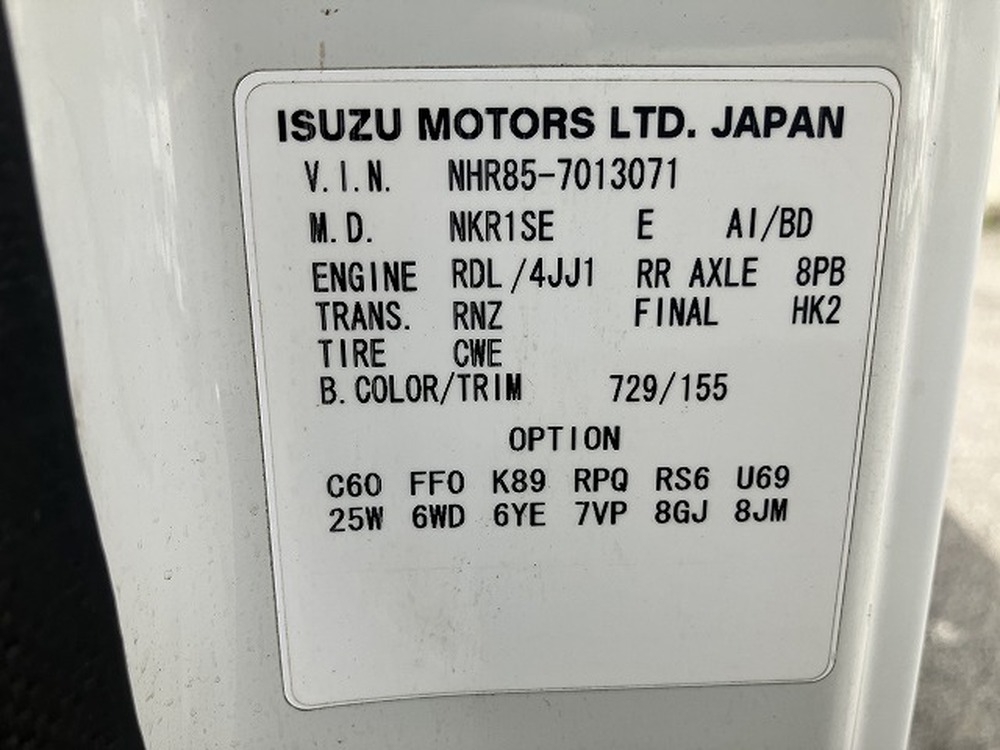 ISUZU MOTORS LTD. JAPAN
V.I.N. NHR85-7013071
M.D. NKR1SE E AI/BD
ENGINE RDL/4JJ1 RR AXLE 8PB
TRANS. RNZ FINAL HK2
TIRE CWE
B.COLOR/TRIM 729/155
OPTION
C60 FF0 K89 RPQ RS6 U69
25W 6WD 6YE 7VP 8GJ 8JM